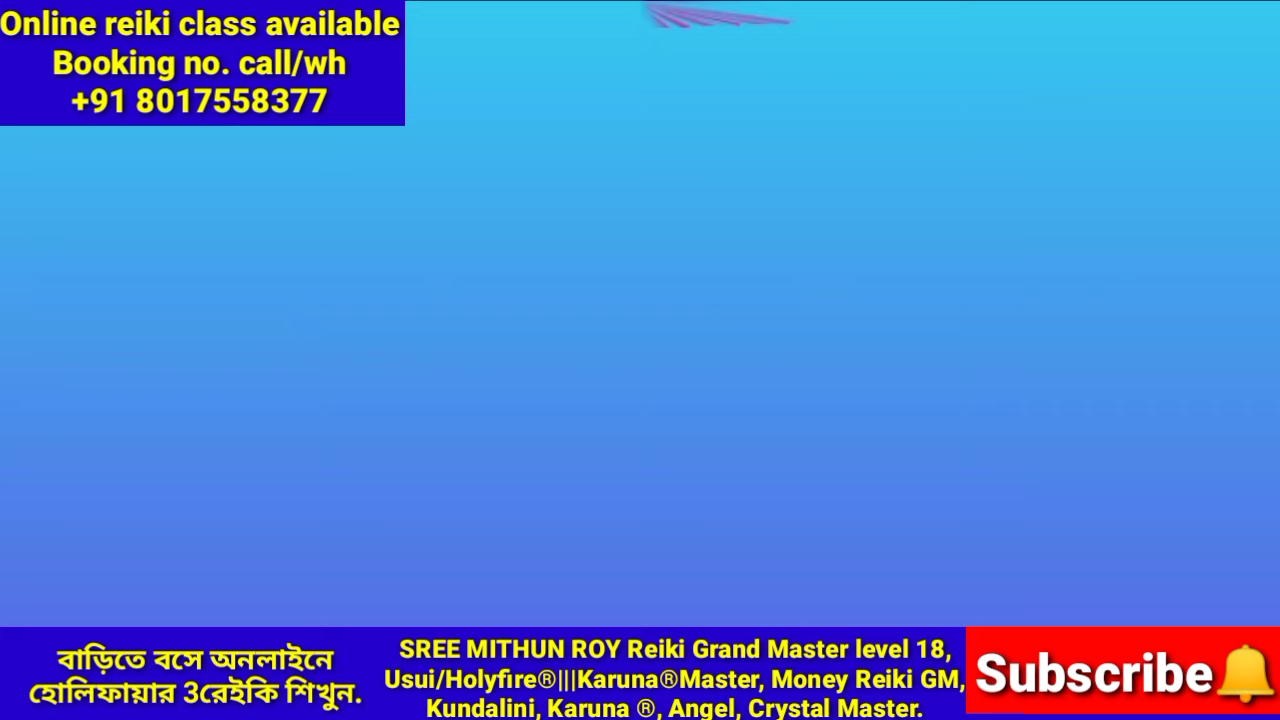 Online reiki class available
Booking no. call/wh
+91 8017558377
বাড়িতে বসে অনলাইনে
হোলিফায়ার 3রেইকি শিখুন.
SREE MITHUN ROY Reiki Grand Master level 18,
Usui/Holyfire®|||Karuna®Master, Money Reiki GM,
Kundalini, Karuna ®, Angel, Crystal Master.
Subscribe